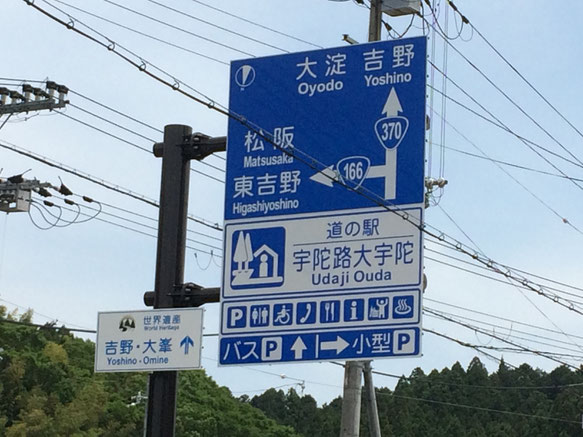 大淀 吉野
Oyodo Yoshino
370
松阪
Matsusaka
166
東吉野
Higashiyoshino
道の駅
宇陀路大宇陀
Udaji Ouda
P i
バスP ↑ → 小型P
世界遺産
World Heritage
吉野・大峯 ↑
Yoshino・Omine